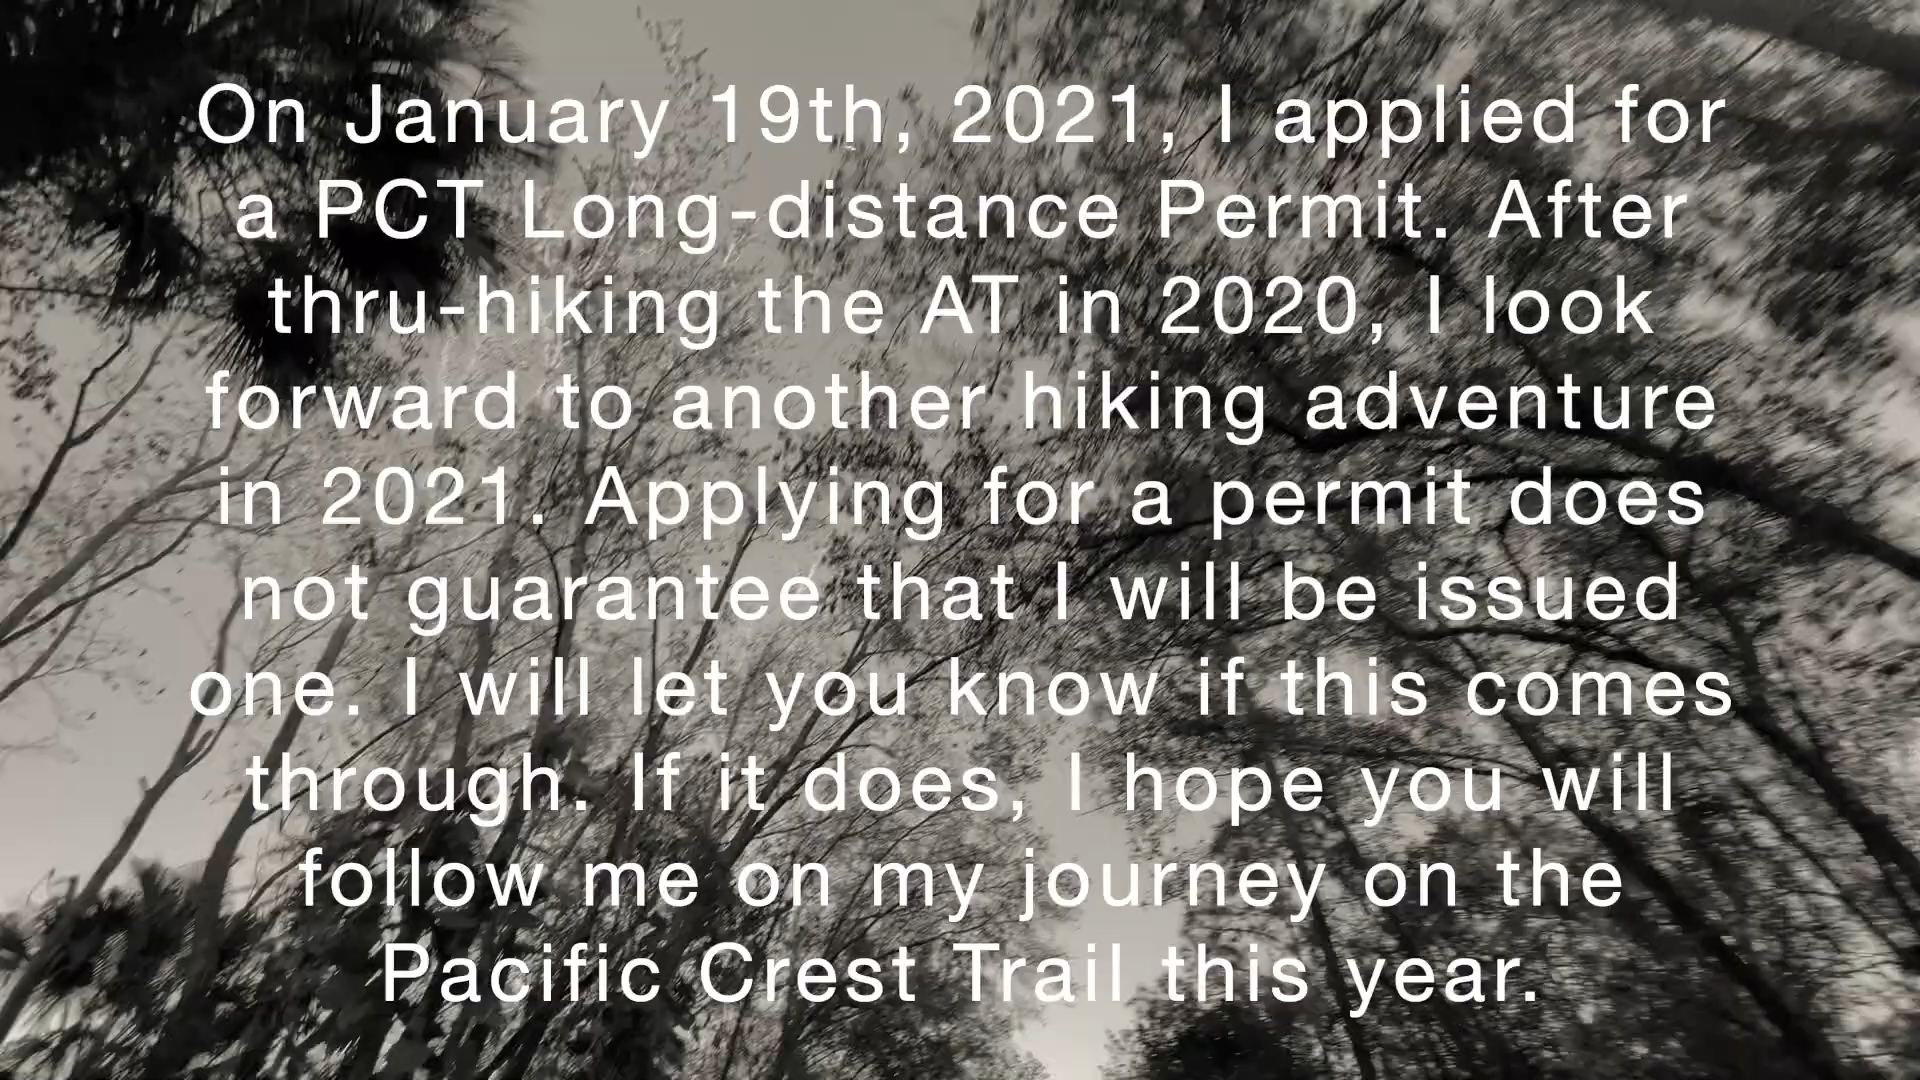 On January 19th, 2021, I applied for
a PCT Long-distance Permit. After
thru-hiking the AT in 2020, I look
forward to another hiking adventure
in 2021. Applying for a permit does
not guarantee that I will be issued
one. I will let you know if this comes
through. If it does, I hope you will
follow me on my journey on the
Pacific Crest Trail this year.